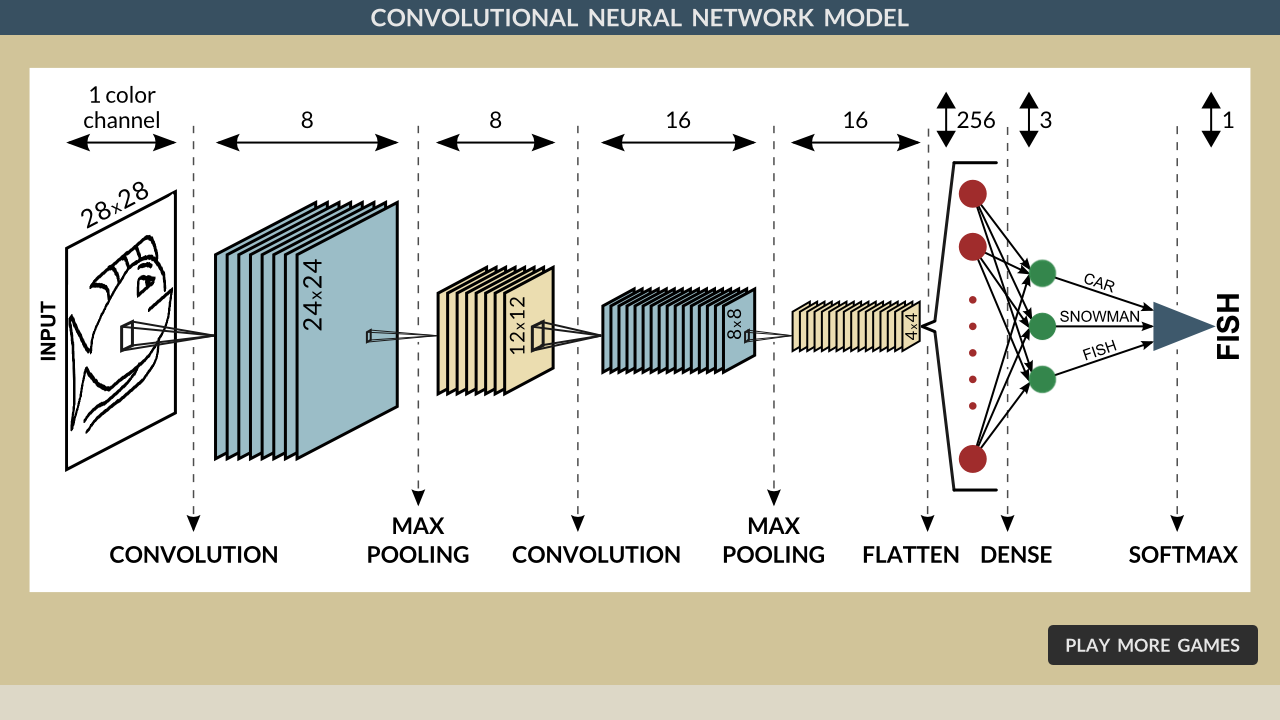 CONVOLUTIONAL NEURAL NETWORK MODEL
1 color
channel
8
8
16
16
256
3
1
28x28
INPUT
24x24
12x12
8x8
4x4
CAR
SNOWMAN
FISH
FISH
CONVOLUTION
MAX
POOLING
CONVOLUTION
MAX
POOLING
FLATTEN
DENSE
SOFTMAX
PLAY MORE GAMES